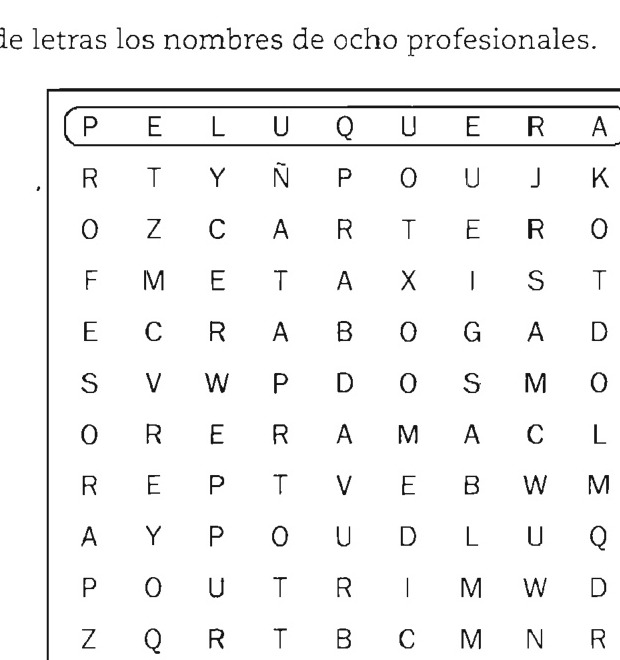 de letras los nombres de ocho profesionales.
P E L U Q U E R A
R T Y Ñ P O U J K
O Z C A R T E R O
F M E T A X I S T
E C R A B O G A D
S V W P D O S M O
O R E R A M A C L
R E P T V E B W M
A Y P O U D L U Q
P O U T R I M W D
Z Q R T B C M N R